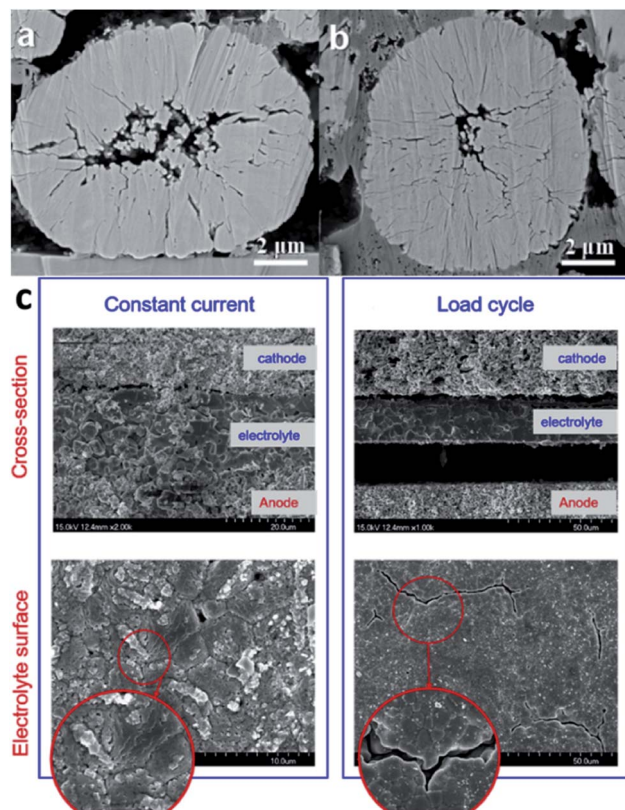 a
b
2 μm
2 μm
c
Constant current
Load cycle
Cross-section
cathode
electrolyte
Anode
15.0kV 12.4mm x2.00k
20.0um
cathode
electrolyte
Anode
15.0kV 12.4mm x1.00k
50.0um
Electrolyte surface
10.0um
50.0um